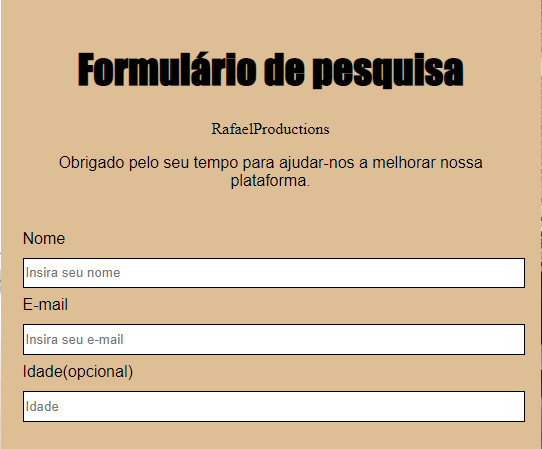 Formulário de pesquisa
RafaelProductions
Obrigado pelo seu tempo para ajudar-nos a melhorar nossa
plataforma.
Nome
Insira seu nome
E-mail
Insira seu e-mail
Idade(opcional)
Idade